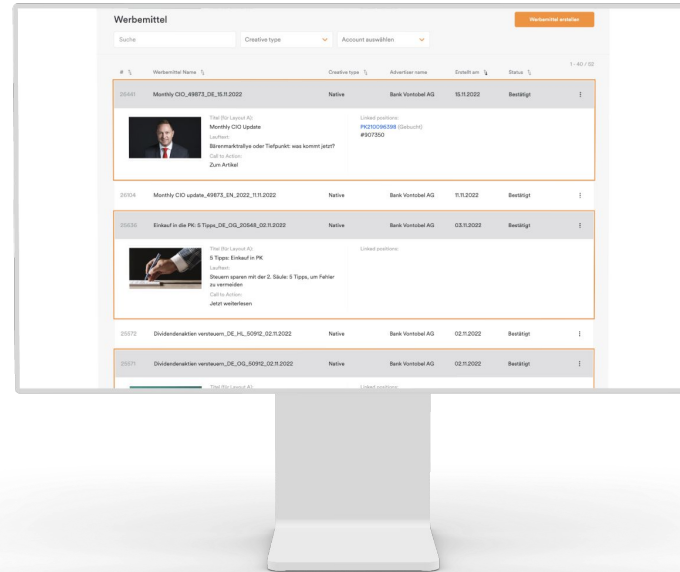 Werbemittel
Werbemittel erstellen
Suche
Creative type
Account auswählen
1 - 40 / 52
# Werbemittel Name Creative type Advertiser name Erstellt am Status
26441 Monthly CIO_49873_DE_15.11.2022 Native Bank Vontobel AG 15.11.2022 Bestätigt
Titel (für Layout A):
Monthly CIO Update
Lauftext:
Bärenmarktrallye oder Tiefpunkt: was kommt jetzt?
Call to Action:
Zum Artikel
Linked positions:
PK210096398 (Gebucht)
#907350
26104 Monthly CIO update_49873_EN_2022_11.11.2022 Native Bank Vontobel AG 11.11.2022 Bestätigt
Einkauf in die PK: 5 Tipps_DE_OG_20548_02.11.2022 Native Bank Vontobel AG 03.11.2022 Bestätigt
Titel (für Layout A):
5 Tipps: Einkauf in PK
Lauftext:
Steuern sparen mit der 2. Säule: 5 Tipps, um Fehler
zu vermeiden
Call to Action:
Jetzt weiterlesen
Linked positions:
25572 Dividendenaktien versteuern_DE_HL_50912_02.11.2022 Native Bank Vontobel AG 02.11.2022 Bestätigt
25571 Dividendenaktien versteuern_DE_OG_50912_02.11.2022 Native Bank Vontobel AG 02.11.2022 Bestätigt
Titel (für Layout A):
Linked positions: